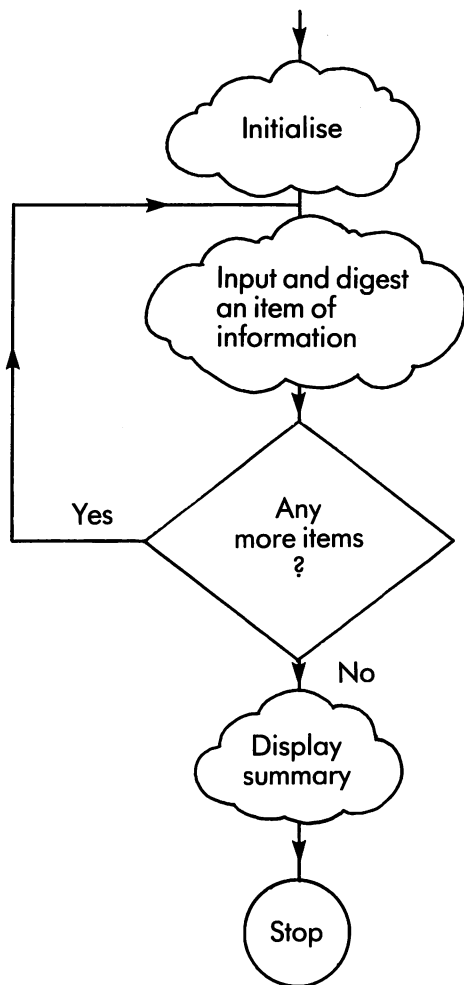 Initialise
Input and digest
an item of
information
Any
more items
?
Yes
No
Display
summary
Stop